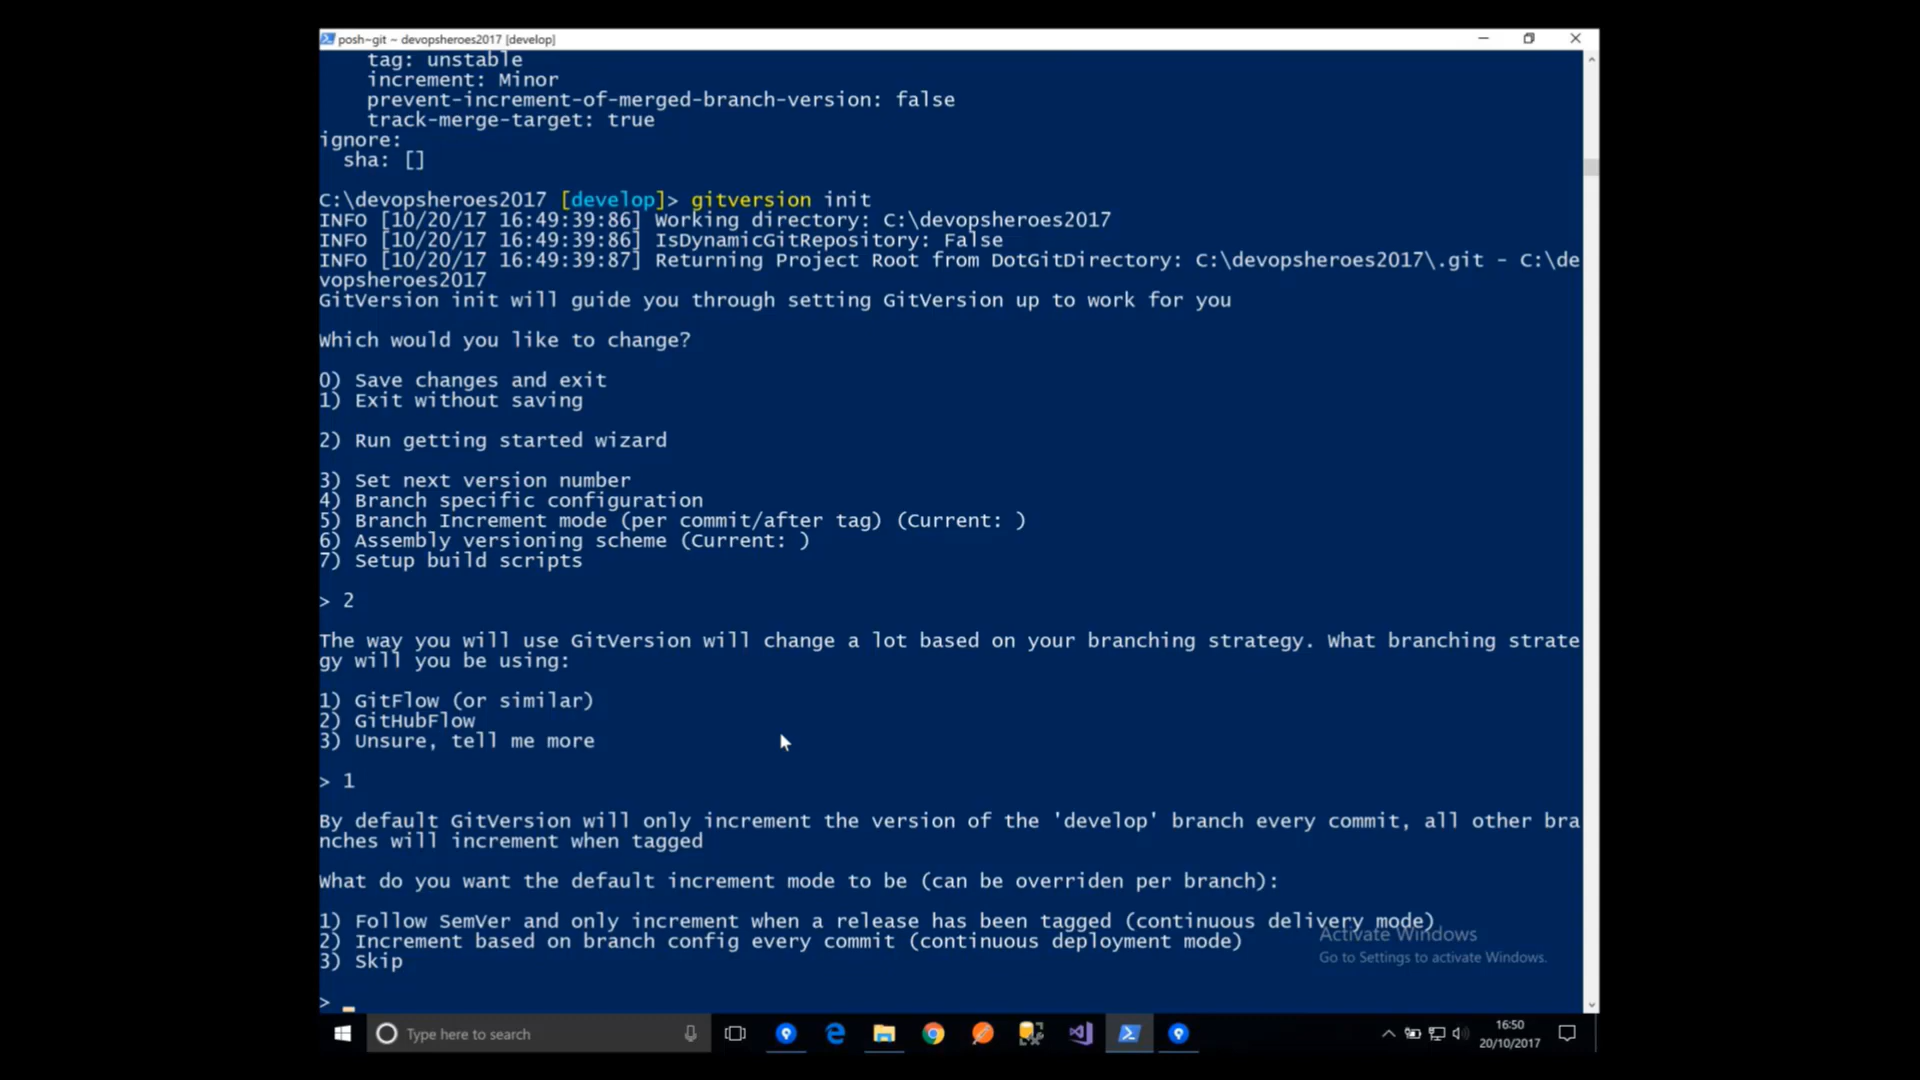 posh~git ~ devopsheroes2017 [develop]
tag: unstable
increment: Minor
prevent-increment-of-merged-branch-version: false
track-merge-target: true
ignore:
sha: []
C:\devopsheroes2017 [develop]> gitversion init
INFO [10/20/17 16:49:39:86] Working directory: C:\devopsheroes2017
INFO [10/20/17 16:49:39:86] IsDynamicGitRepository: False
INFO [10/20/17 16:49:39:87] Returning Project Root from DotGitDirectory: C:\devopsheroes2017\.git - C:\de
vopsheroes2017
GitVersion init will guide you through setting GitVersion up to work for you
Which would you like to change?
0) Save changes and exit
1) Exit without saving
2) Run getting started wizard
3) Set next version number
4) Branch specific configuration
5) Branch Increment mode (per commit/after tag) (Current: )
6) Assembly versioning scheme (Current: )
7) Setup build scripts
> 2
The way you will use GitVersion will change a lot based on your branching strategy. What branching strate
gy will you be using:
1) GitFlow (or similar)
2) GitHubFlow
3) Unsure, tell me more
> 1
By default GitVersion will only increment the version of the 'develop' branch every commit, all other bra
nches will increment when tagged
What do you want the default increment mode to be (can be overriden per branch):
1) Follow SemVer and only increment when a release has been tagged (continuous delivery mode)
2) Increment based on branch config every commit (continuous deployment mode)
3) Skip
>
Activate Windows
Go to Settings to activate Windows.
Type here to search
16:50
20/10/2017